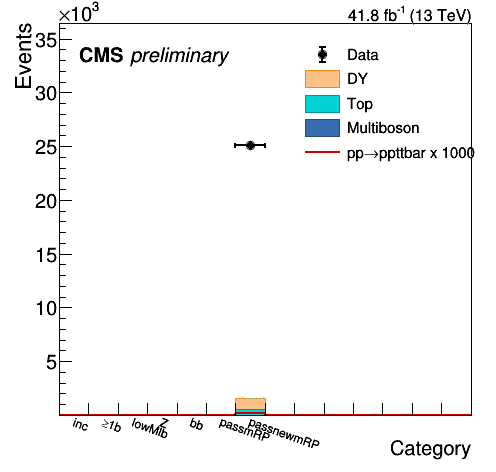 ×10³
41.8 fb⁻¹ (13 TeV)
Events
CMS preliminary
Data
DY
Top
Multiboson
pp→ppttbar x 1000
35
30
25
20
15
10
5
inc
≥1b
lowMlb
Z
bb
passmRP
passnewmRP
Category